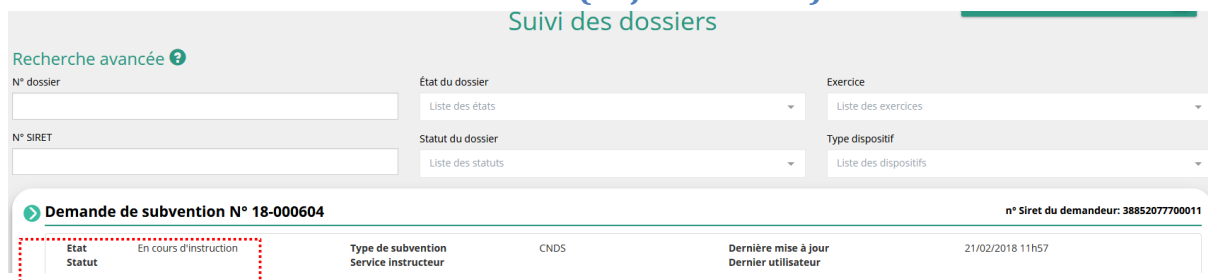 Suivi des dossiers
Recherche avancée ?
N° dossier État du dossier Exercice
Liste des états Liste des exercices
N° SIRET Statut du dossier Type dispositif
Liste des statuts Liste des dispositifs
Demande de subvention N° 18-000604 n° Siret du demandeur: 38852077700011
Etat En cours d'instruction Type de subvention CNDS Dernière mise à jour 21/02/2018 11h57
Statut Service instructeur Dernier utilisateur